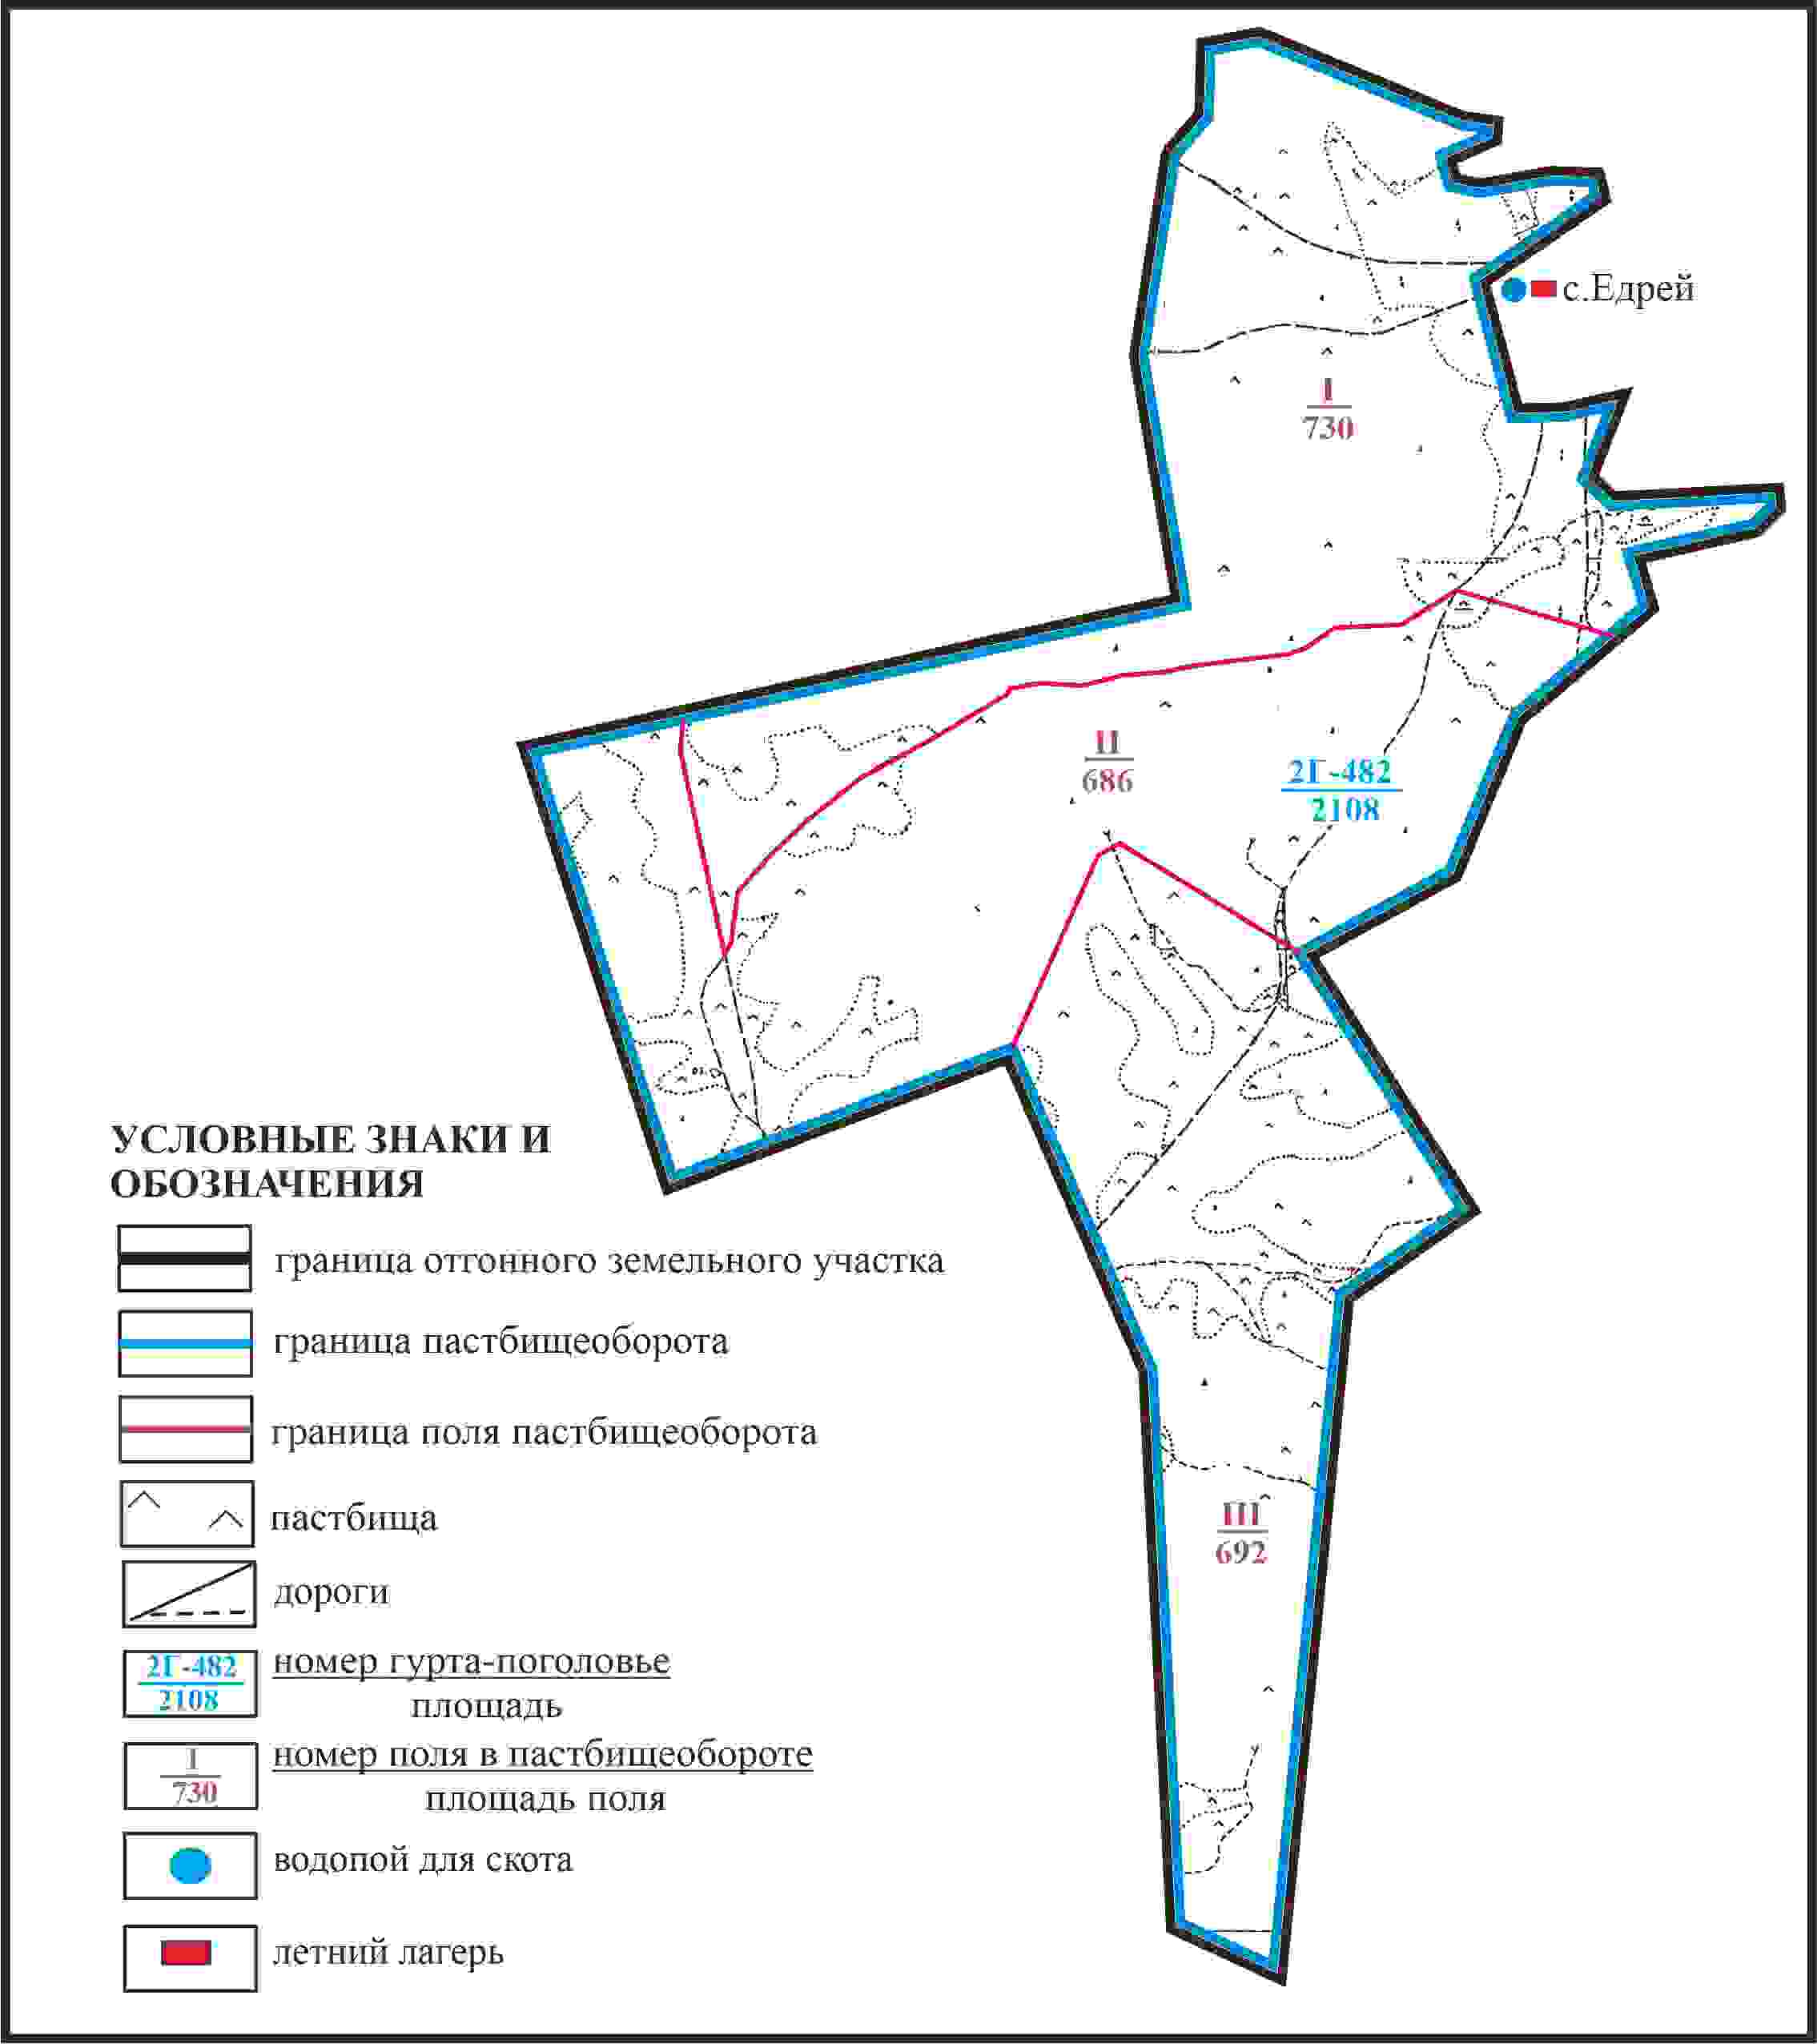 с.Едрей
I
730
II
686
2Г-482
2108
III
692
УСЛОВНЫЕ ЗНАКИ И
ОБОЗНАЧЕНИЯ
граница отгонного земельного участка
граница пастбищеоборота
граница поля пастбищеоборота
пастбища
дороги
2Г-482
2108
номер гурта-поголовье
площадь
I
730
номер поля в пастбищеобороте
площадь поля
водопой для скота
летний лагерь